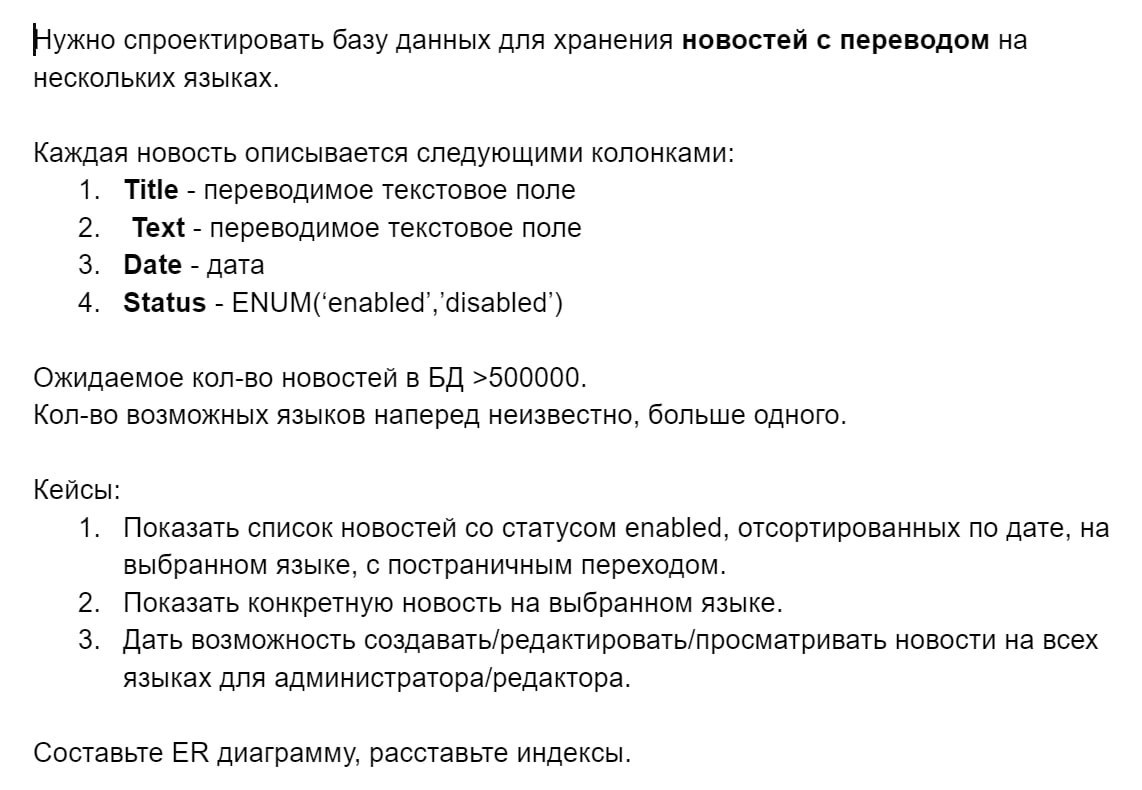 Нужно спроектировать базу данных для хранения новостей с переводом на
нескольких языках.
Каждая новость описывается следующими колонками:
1. Title - переводимое текстовое поле
2. Text - переводимое текстовое поле
3. Date - дата
4. Status - ENUM(‘enabled’,’disabled’)
Ожидаемое кол-во новостей в БД >500000.
Кол-во возможных языков наперед неизвестно, больше одного.
Кейсы:
1. Показать список новостей со статусом enabled, отсортированных по дате, на
выбранном языке, с постраничным переходом.
2. Показать конкретную новость на выбранном языке.
3. Дать возможность создавать/редактировать/просматривать новости на всех
языках для администратора/редактора.
Составьте ER диаграмму, расставьте индексы.